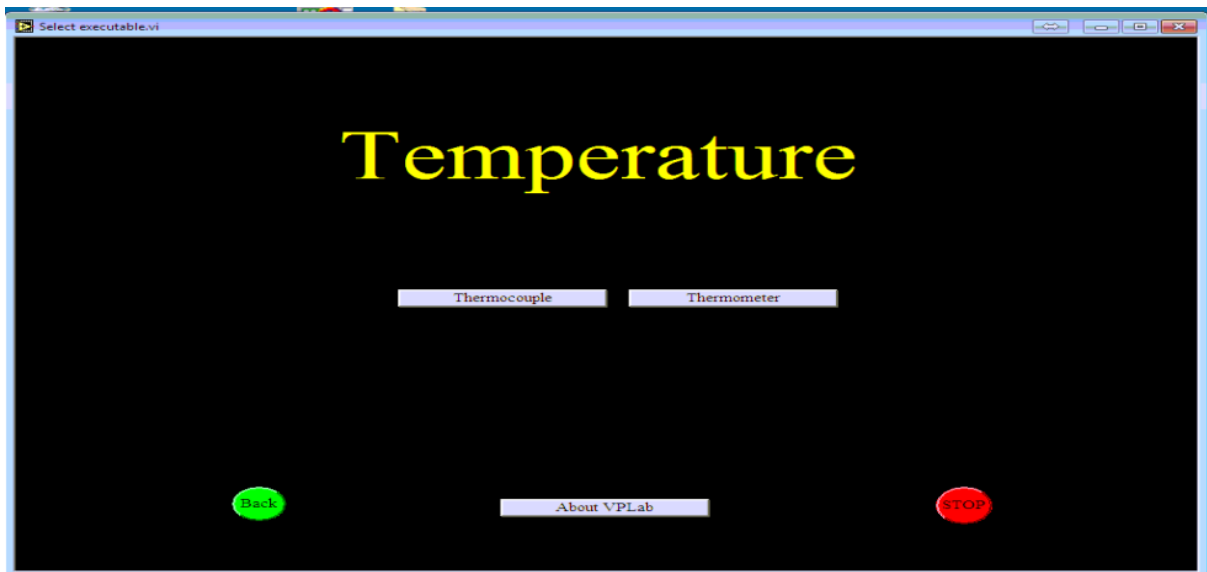 Select executable.vi
Temperature
Thermocouple Thermometer
Back About VPLab STOP